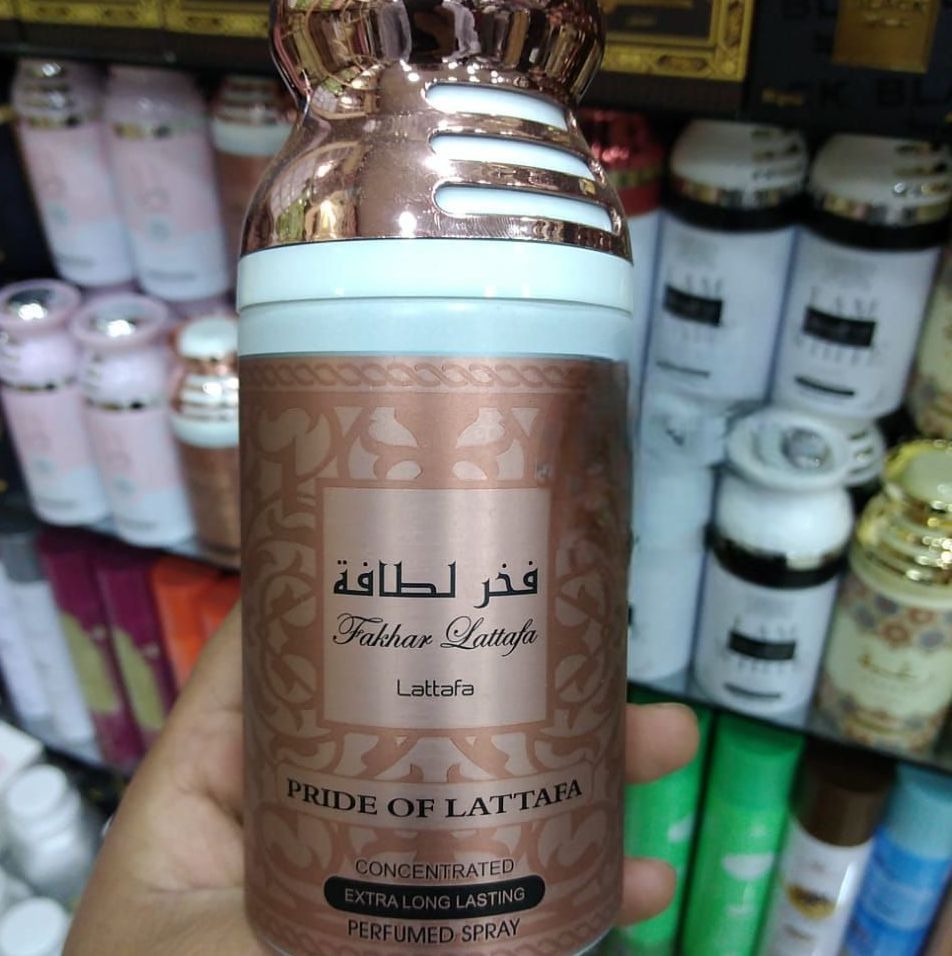 فخر لطافة
Fakhar Lattafa
Lattafa
PRIDE OF LATTAFA
CONCENTRATED
EXTRA LONG LASTING
PERFUMED SPRAY